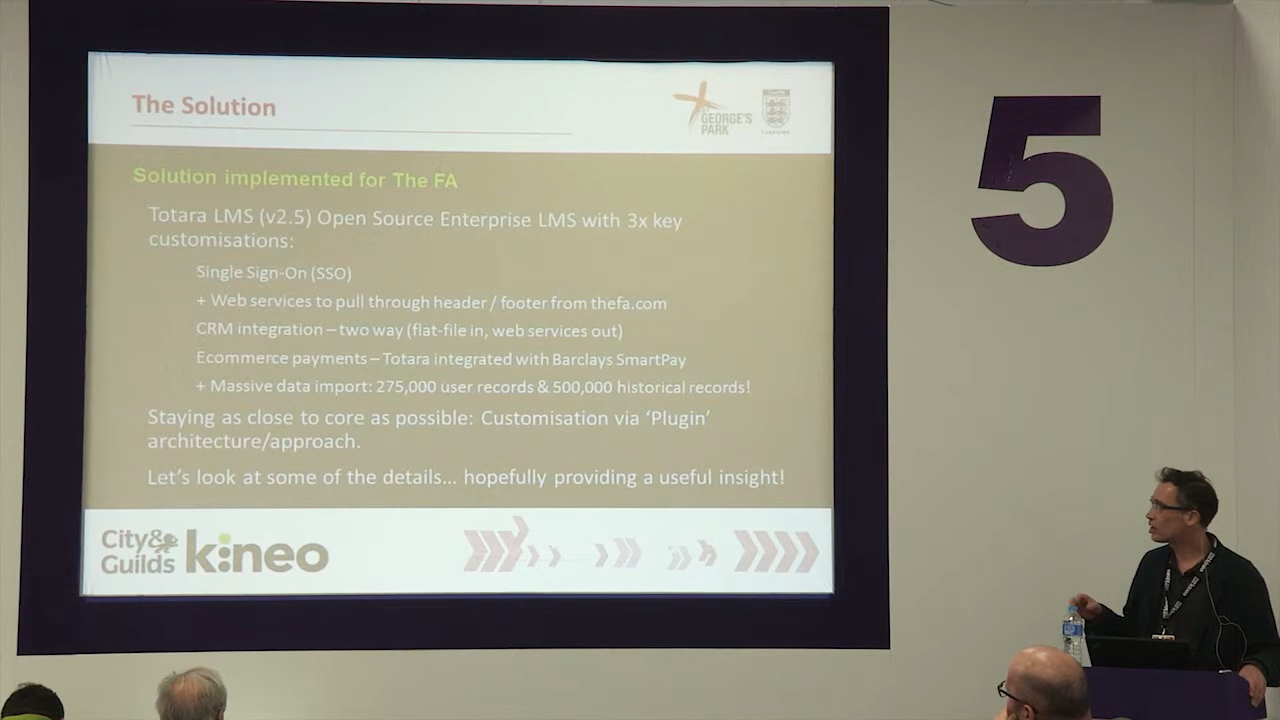 The Solution
GEORGE'S
PARK
Solution implemented for The FA
Totara LMS (v2.5) Open Source Enterprise LMS with 3x key
customisations:
Single Sign-On (SSO)
+ Web services to pull through header / footer from thefa.com
CRM integration – two way (flat-file in, web services out)
Ecommerce payments – Totara integrated with Barclays SmartPay
+ Massive data import: 275,000 user records & 500,000 historical records!
Staying as close to core as possible: Customisation via ‘Plugin’
architecture/approach.
Let’s look at some of the details... hopefully providing a useful insight!
City&
Guilds
kineo
5